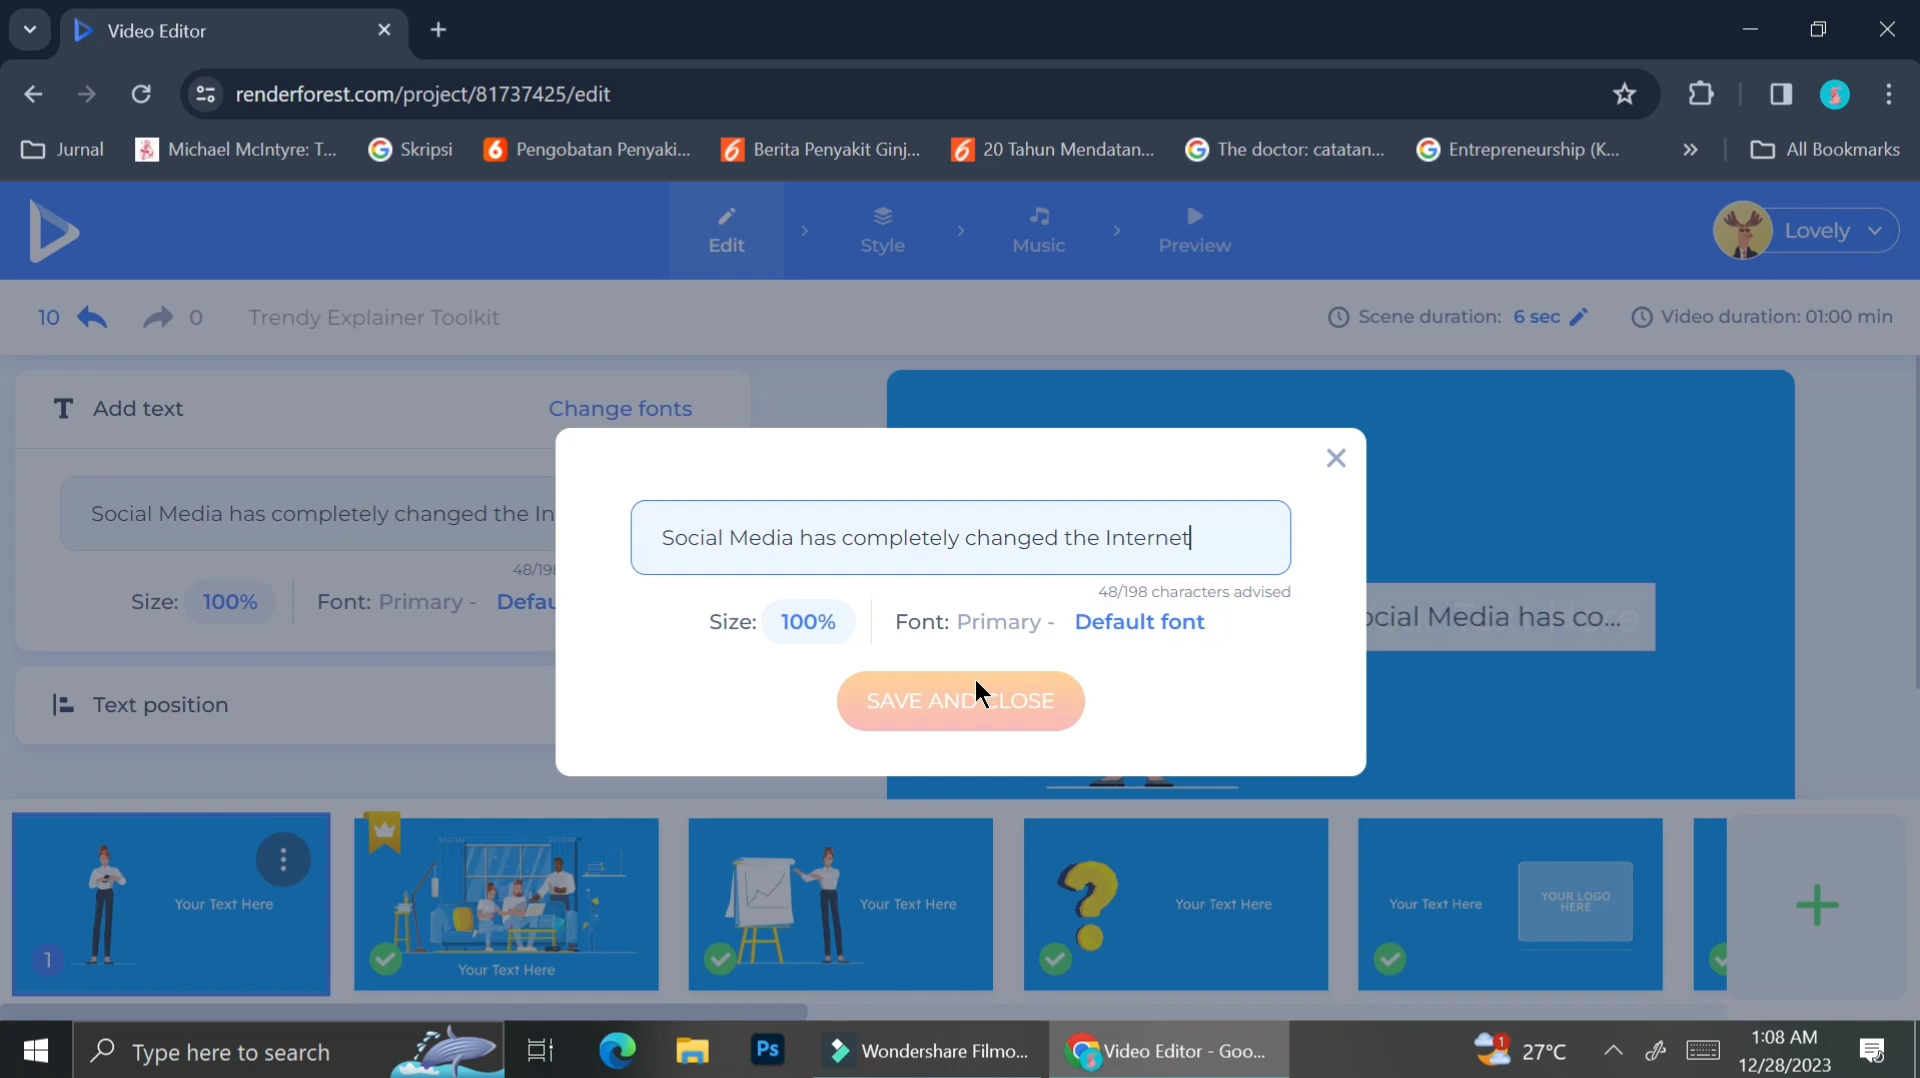 Video Editor
renderforest.com/project/81737425/edit
Jurnal
Michael McIntyre: T...
Skripsi
Pengobatan Penyaki...
Berita Penyakit Ginj...
20 Tahun Mendatan...
The doctor: catatan...
Entrepreneurship (K...
»
All Bookmarks
Edit
Style
Music
Preview
Lovely
10
0
Trendy Explainer Toolkit
Scene duration: 6 sec
Video duration: 01:00 min
T Add text
Change fonts
Social Media has completely changed the In
48/198
Size: 100%
Font: Primary - Defau
Text position
Social Media has completely changed the Internet
48/198 characters advised
Size: 100%
Font: Primary - Default font
SAVE AND CLOSE
ocial Media has co...
1
Your Text Here
Your Text Here
Your Text Here
Your Text Here
Your Text Here
YOUR LOGO
HERE
Type here to search
Ps
Wondershare Filmo...
Video Editor - Goo...
1
27°C
1:08 AM
12/28/2023